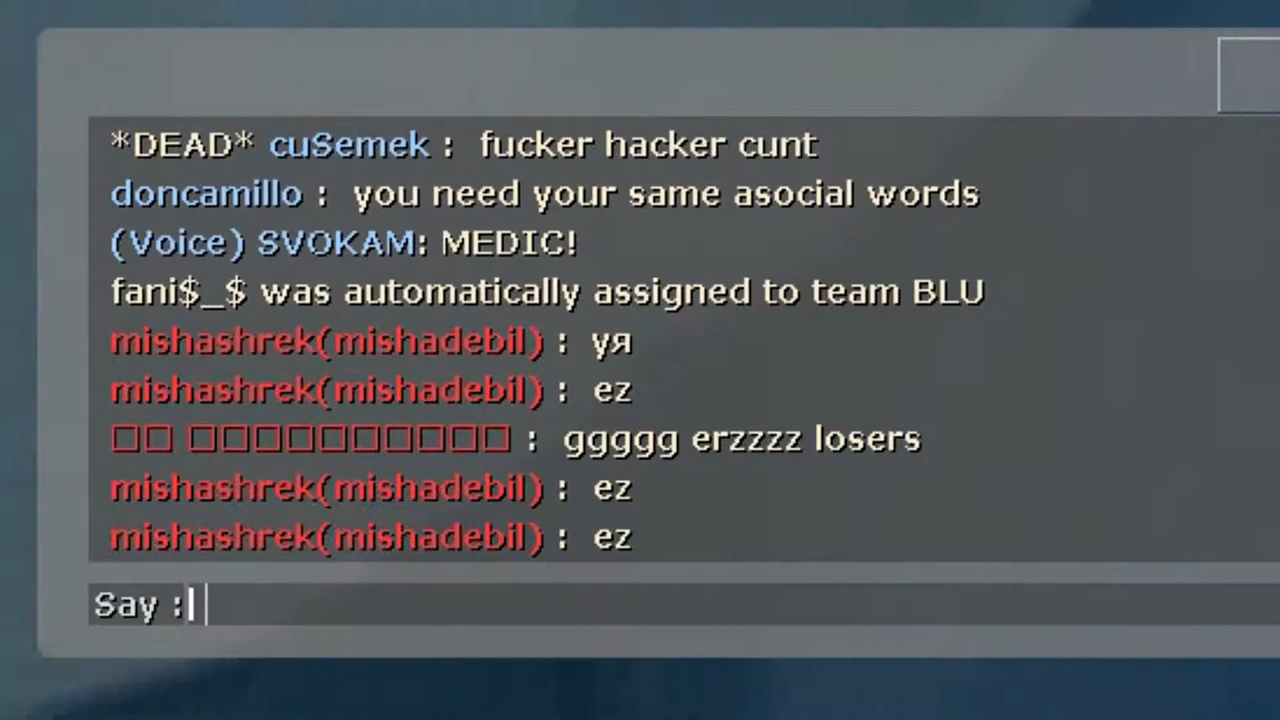 *DEAD* cuSemek :  fucker hacker cunt
doncamillo :  you need your same asocial words
(Voice) SVOKAM: MEDIC!
fani$_$ was automatically assigned to team BLU
mishashrek(mishadebil) :  уя
mishashrek(mishadebil) :  ez
□□ □□□□□□□□□□ :  ggggg erzzzz losers
mishashrek(mishadebil) :  ez
mishashrek(mishadebil) :  ez
Say :